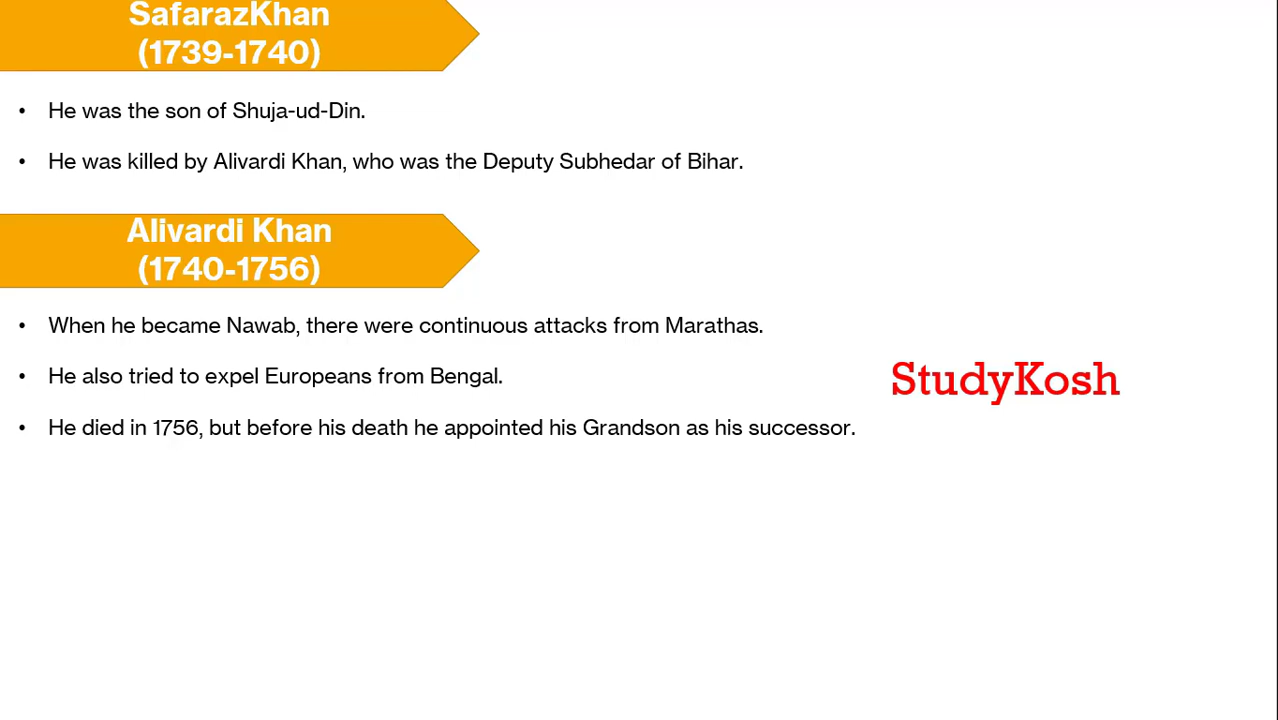 SafarazKhan
(1739-1740)
• He was the son of Shuja-ud-Din.
• He was killed by Alivardi Khan, who was the Deputy Subhedar of Bihar.
Alivardi Khan
(1740-1756)
• When he became Nawab, there were continuous attacks from Marathas.
• He also tried to expel Europeans from Bengal.
StudyKosh
• He died in 1756, but before his death he appointed his Grandson as his successor.